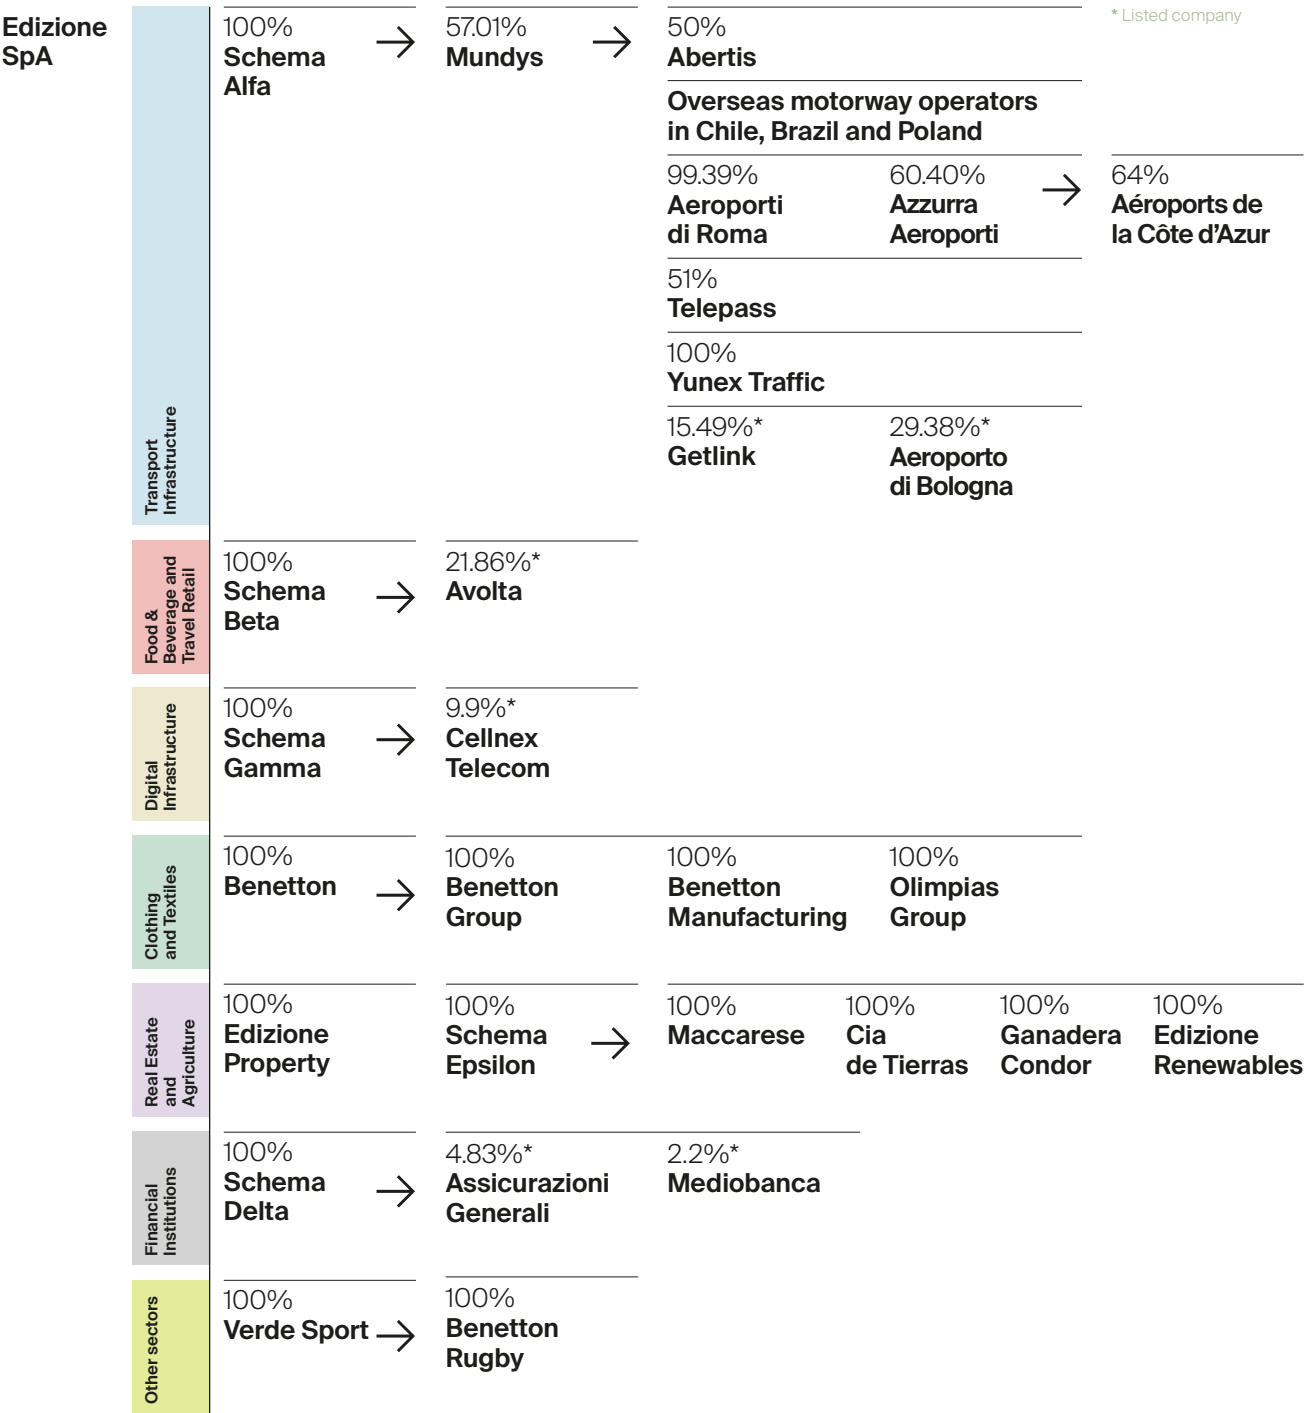 Edizione
SpA
* Listed company
Transport
Infrastructure
100%
Schema
Alfa
57.01%
Mundys
50%
Abertis
Overseas motorway operators
in Chile, Brazil and Poland
99.39%
Aeroporti
di Roma
60.40%
Azzurra
Aeroporti
64%
Aéroports de
la Côte d'Azur
51%
Telepass
100%
Yunex Traffic
15.49%*
Getlink
29.38%*
Aeroporto
di Bologna
Food &
Beverage and
Travel Retail
100%
Schema
Beta
21.86%*
Avolta
Digital
Infrastructure
100%
Schema
Gamma
9.9%*
Cellnex
Telecom
Clothing
and Textiles
100%
Benetton
100%
Benetton
Group
100%
Benetton
Manufacturing
100%
Olimpias
Group
Real Estate
and
Agriculture
100%
Edizione
Property
100%
Schema
Epsilon
100%
Maccarese
100%
Cia
de Tierras
100%
Ganadera
Condor
100%
Edizione
Renewables
Financial
Institutions
100%
Schema
Delta
4.83%*
Assicurazioni
Generali
2.2%*
Mediobanca
Other sectors
100%
Verde Sport
100%
Benetton
Rugby